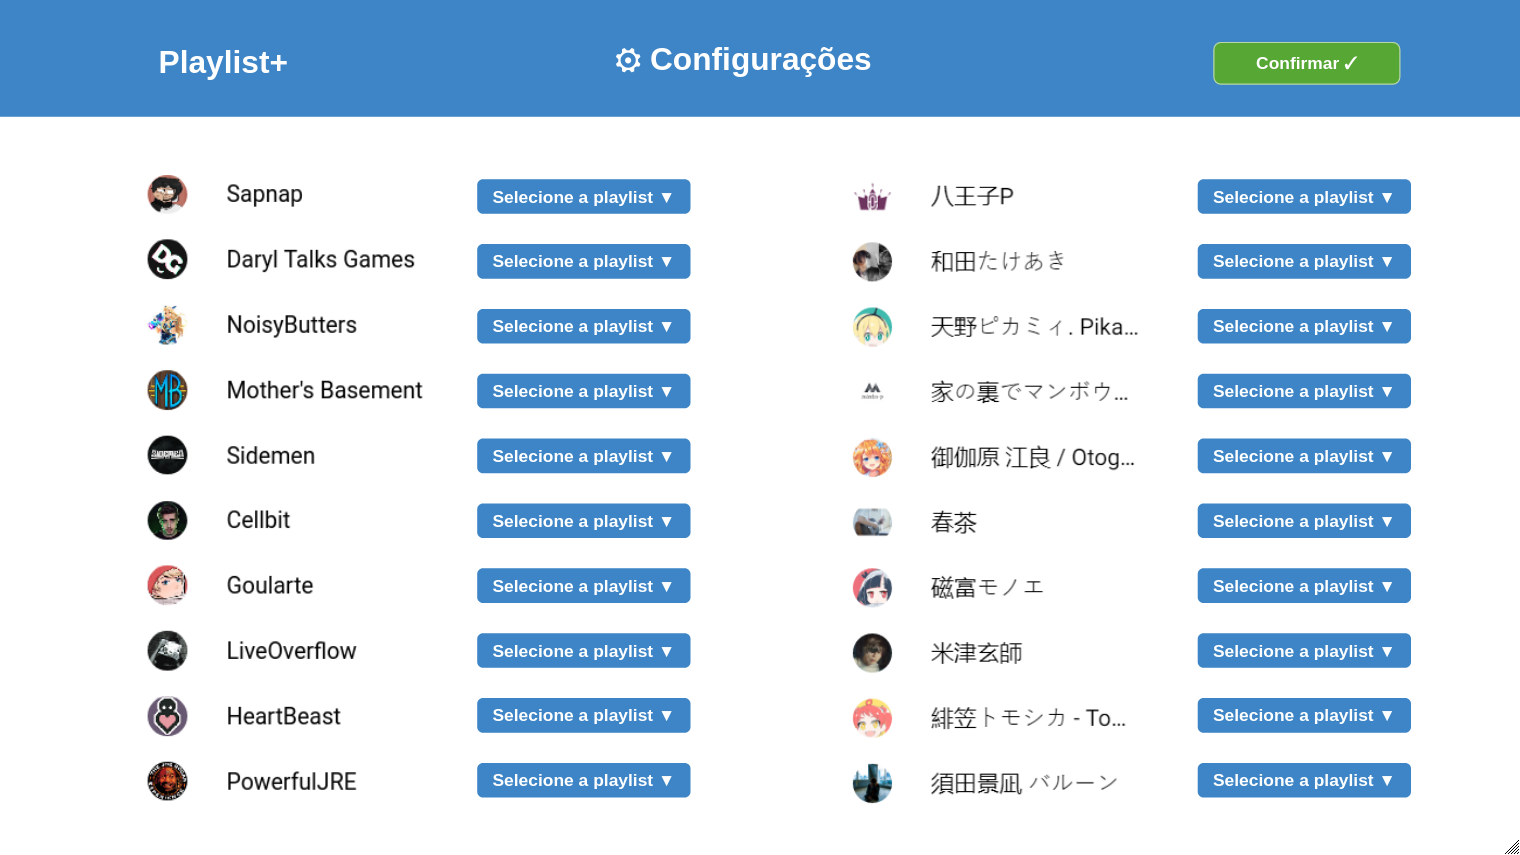 Playlist+
⚙ Configurações
Confirmar ✓
Sapnap
Selecione a playlist ▼
Daryl Talks Games
Selecione a playlist ▼
NoisyButters
Selecione a playlist ▼
Mother's Basement
Selecione a playlist ▼
Sidemen
Selecione a playlist ▼
Cellbit
Selecione a playlist ▼
Goularte
Selecione a playlist ▼
LiveOverflow
Selecione a playlist ▼
HeartBeast
Selecione a playlist ▼
PowerfulJRE
Selecione a playlist ▼
八王子P
Selecione a playlist ▼
和田たけあき
Selecione a playlist ▼
天野ピカミィ. Pika...
Selecione a playlist ▼
家の裏でマンボウ...
Selecione a playlist ▼
御伽原 江良 / Otog...
Selecione a playlist ▼
春茶
Selecione a playlist ▼
磁富モノエ
Selecione a playlist ▼
米津玄師
Selecione a playlist ▼
緋笠トモシカ - To...
Selecione a playlist ▼
須田景凪 バルーン
Selecione a playlist ▼